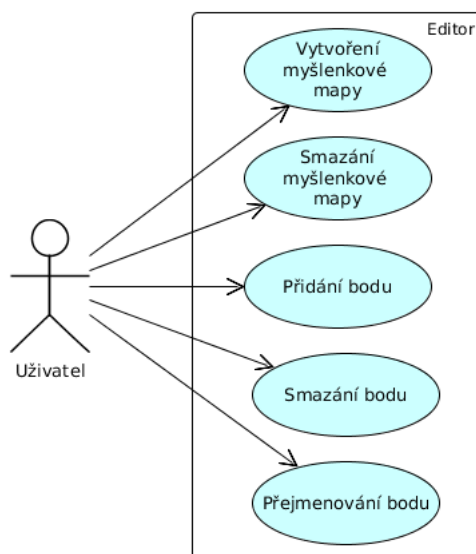 Editor
Vytvoření
myšlenkové
mapy
Smazání
myšlenkové
mapy
Přidání bodu
Uživatel
Smazání bodu
Přejmenování bodu